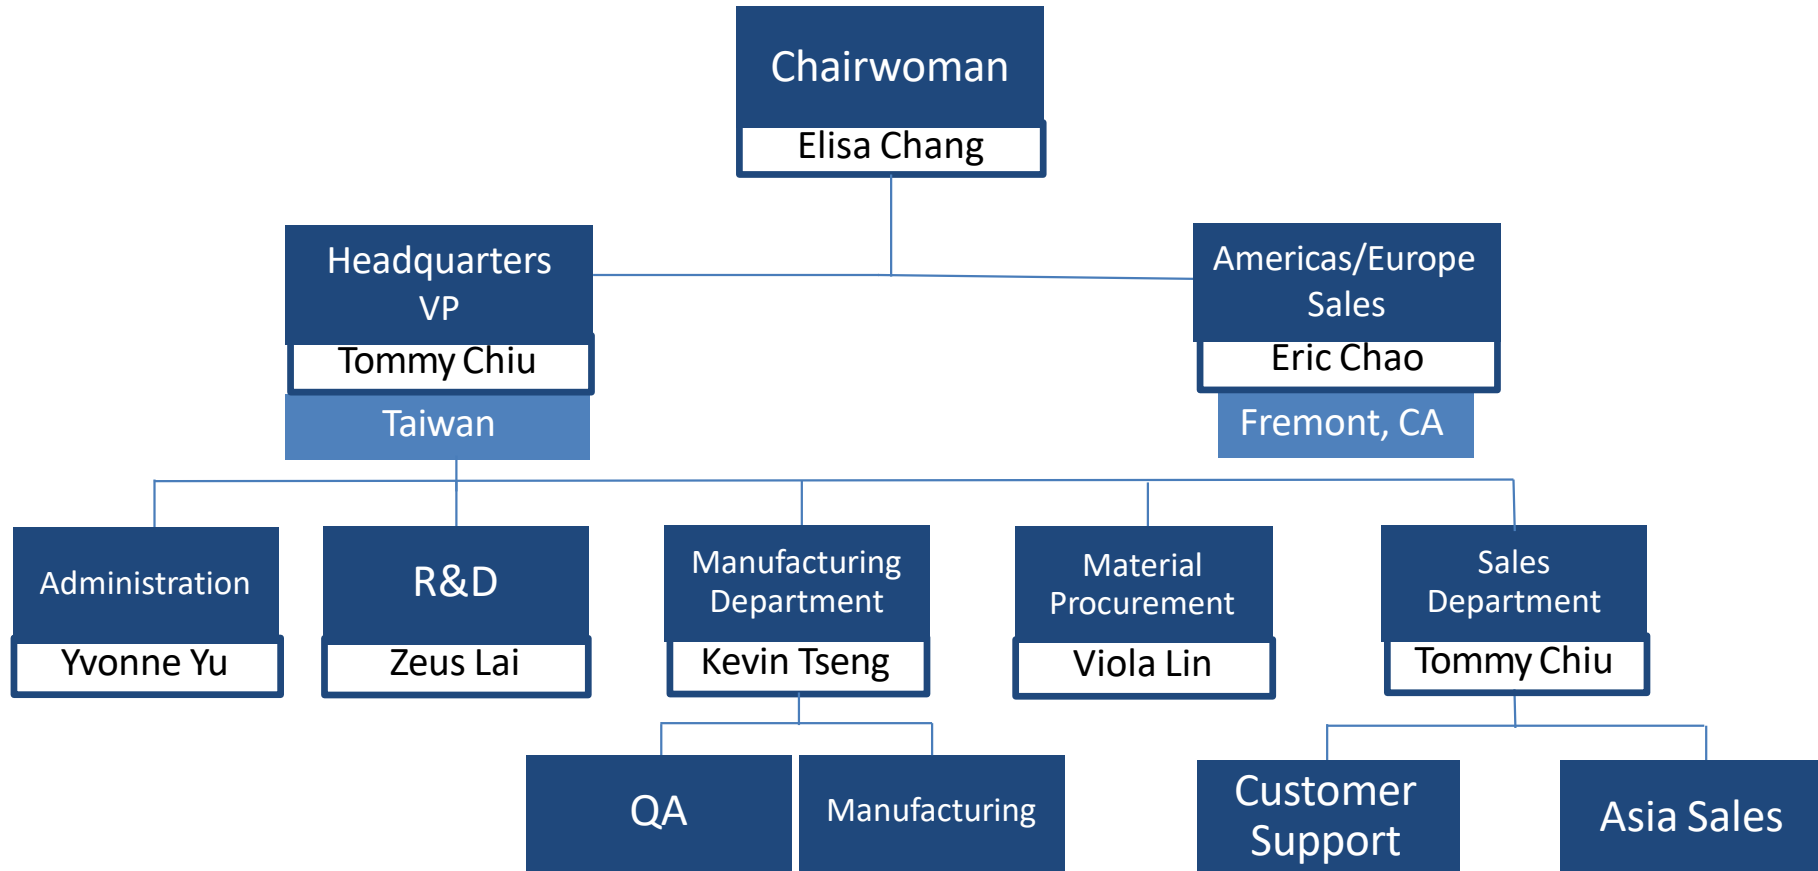 Chairwoman
Elisa Chang
Headquarters
VP
Tommy Chiu
Taiwan
Americas/Europe
Sales
Eric Chao
Fremont, CA
Administration
Yvonne Yu
R&D
Zeus Lai
Manufacturing
Department
Kevin Tseng
Material
Procurement
Viola Lin
Sales
Department
Tommy Chiu
QA
Manufacturing
Customer
Support
Asia Sales